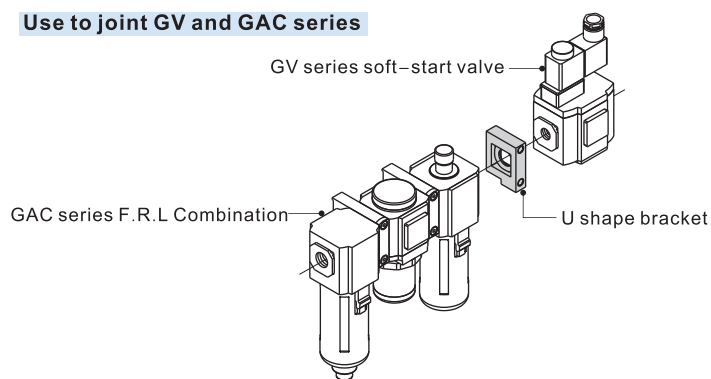 Use to joint GV and GAC series
GV series soft–start valve
GAC series F.R.L Combination
U shape bracket